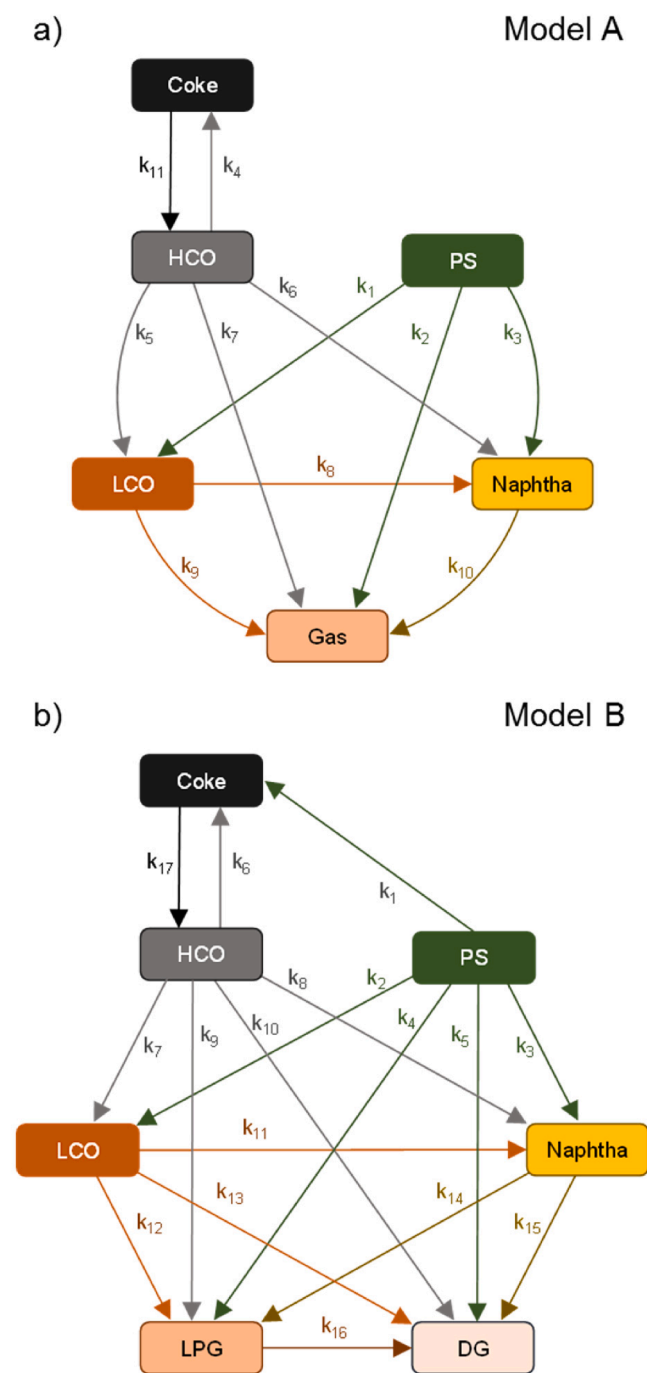 a) Model A
Coke
k11 k4
HCO PS
k5 k7 k6 k1 k2 k3
LCO k8 Naphtha
k9 k10
Gas
b) Model B
Coke
k17 k6 k1
HCO PS
k7 k9 k10 k8 k2 k4 k5 k3
LCO k11 Naphtha
k12 k13 k14 k15
LPG k16 DG